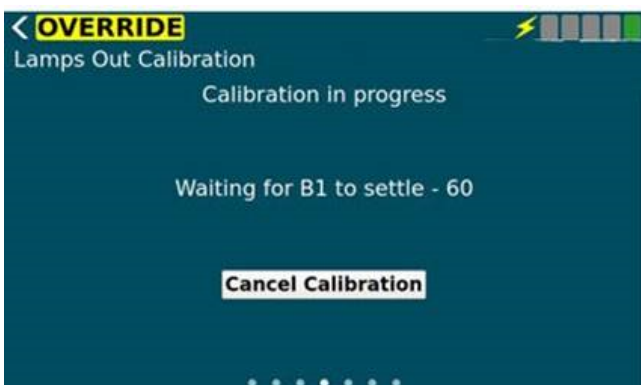 OVERRIDE
Lamps Out Calibration
Calibration in progress
Waiting for B1 to settle - 60
Cancel Calibration